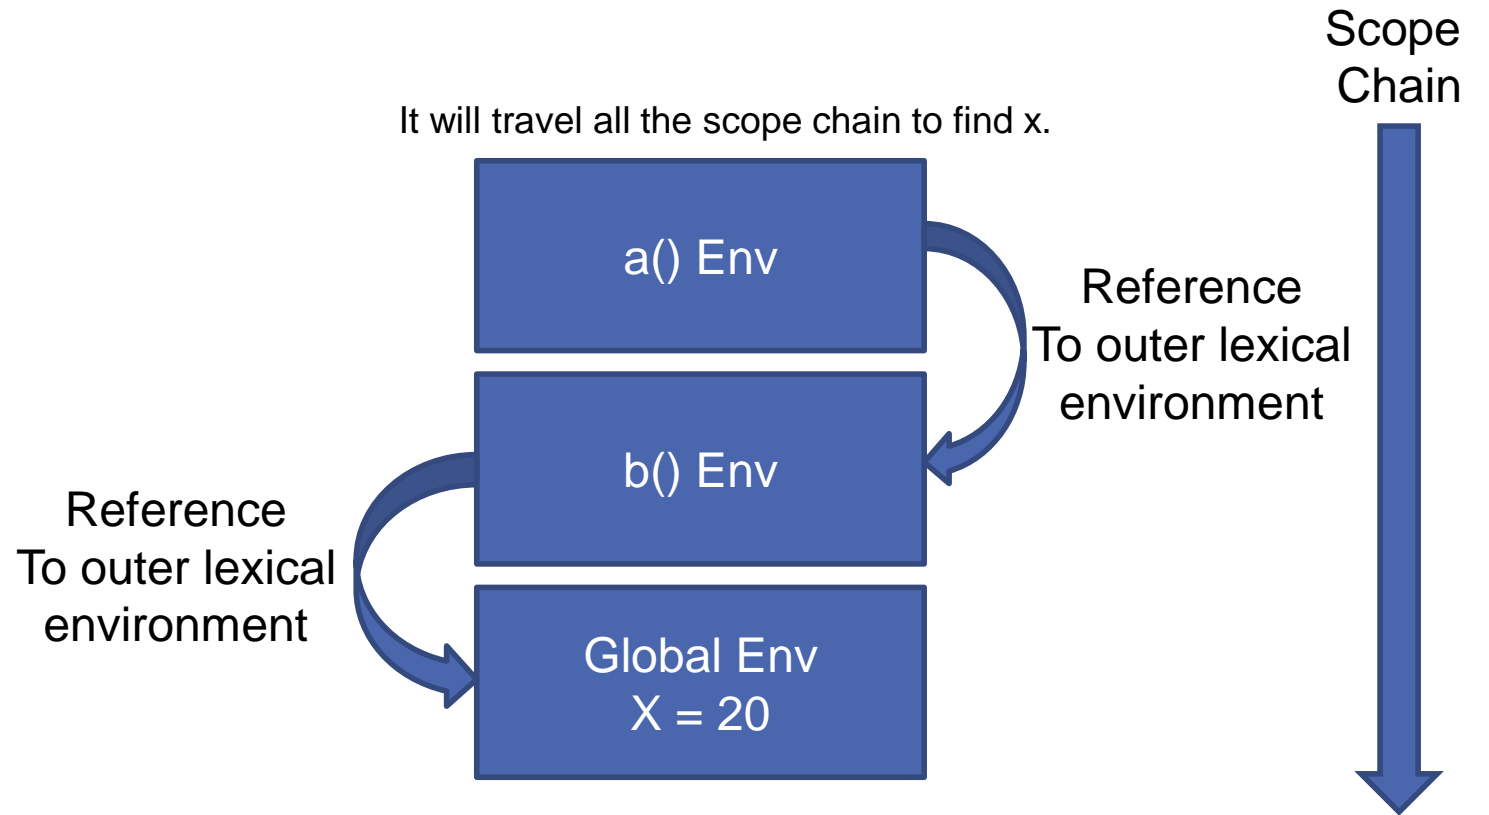 Scope
Chain
It will travel all the scope chain to find x.
a() Env
Reference
To outer lexical
environment
b() Env
Reference
To outer lexical
environment
Global Env
X = 20